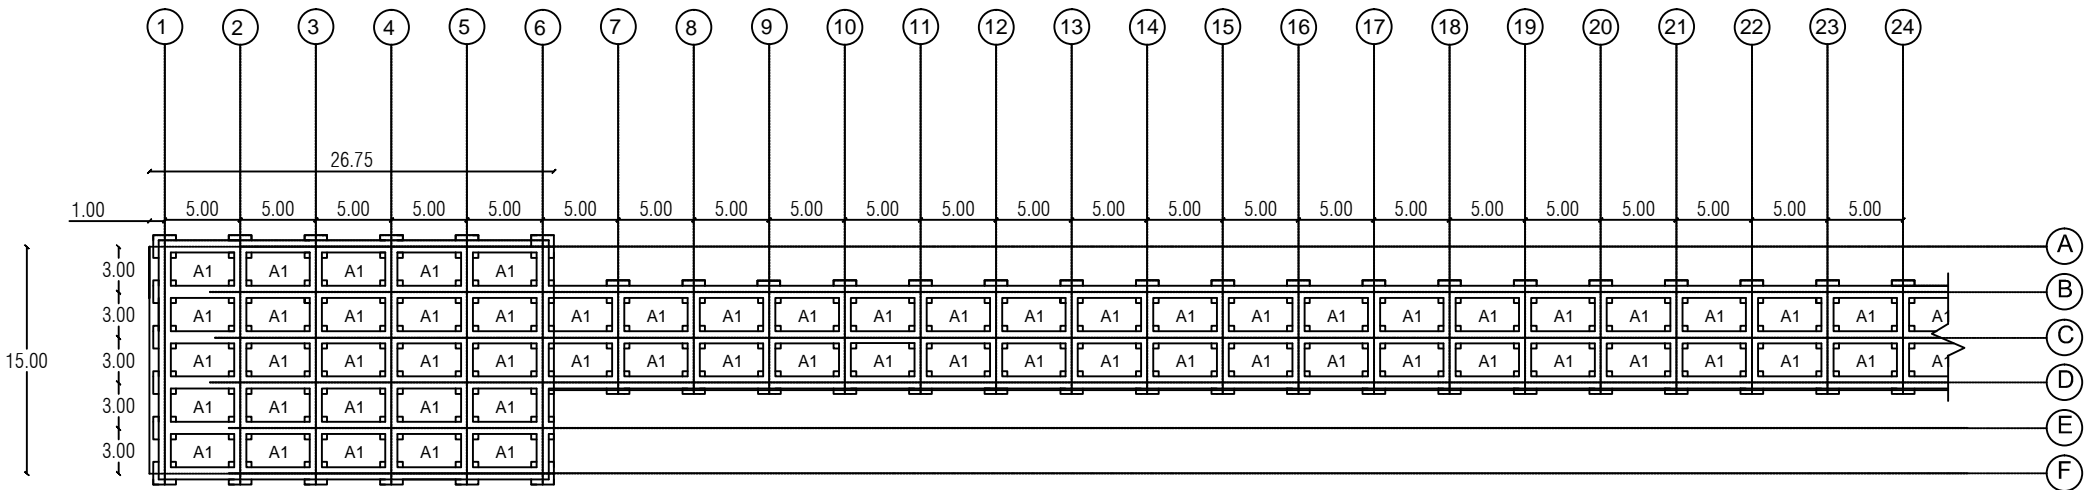 1 2 3 4 5 6 7 8 9 10 11 12 13 14 15 16 17 18 19 20 21 22 23 24
26.75
1.00 5.00 5.00 5.00 5.00 5.00 5.00 5.00 5.00 5.00 5.00 5.00 5.00 5.00 5.00 5.00 5.00 5.00 5.00 5.00 5.00 5.00 5.00 5.00
A
3.00 A1 A1 A1 A1 A1
B
3.00 A1 A1 A1 A1 A1 A1 A1 A1 A1 A1 A1 A1 A1 A1 A1 A1 A1 A1 A1 A1 A1 A1 A1 A1
C
15.00 3.00 A1 A1 A1 A1 A1 A1 A1 A1 A1 A1 A1 A1 A1 A1 A1 A1 A1 A1 A1 A1 A1 A1 A1 A1
D
3.00 A1 A1 A1 A1 A1
E
3.00 A1 A1 A1 A1 A1
F